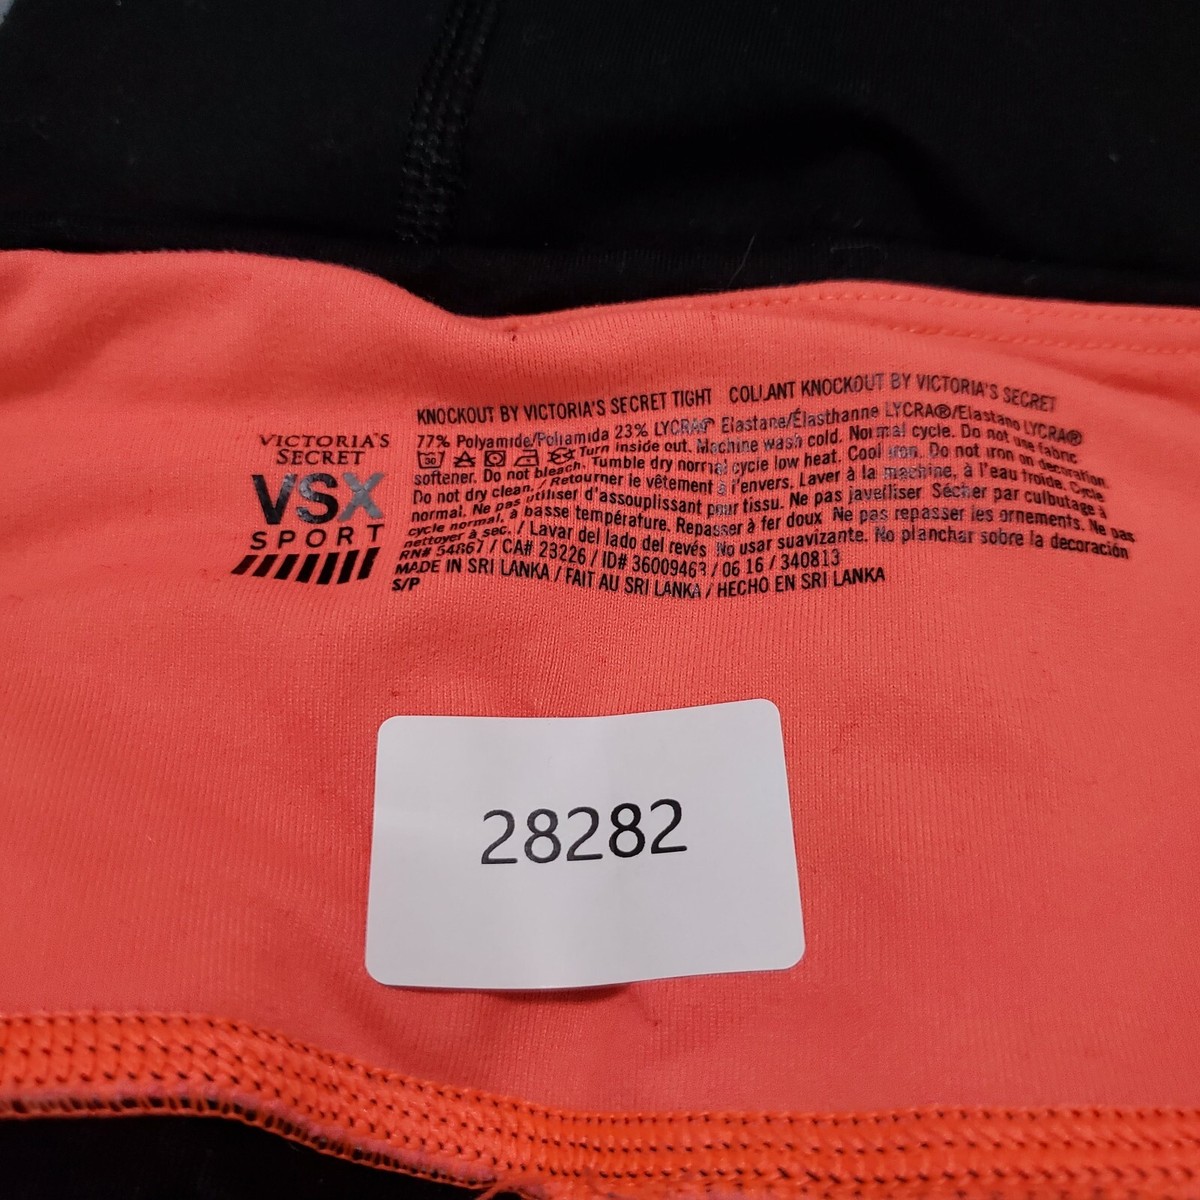 VICTORIA'S
SECRET
VSX
SPORT
KNOCKOUT BY VICTORIA'S SECRET TIGHT COLLANT KNOCKOUT BY VICTORIA'S SECRET
77% Polyamide/Poliamida 23% LYCRA® Elastane/Élasthanne LYCRA®/Elastano LYCRA®
30 Turn inside out. Machine wash cold. Normal cycle. Do not use fabric
softener. Do not bleach. Tumble dry normal cycle low heat. Cool iron. Do not iron on decoration.
Do not dry clean. / Retourner le vêtement à l'envers. Laver à la machine, à l'eau froide. Cycle
normal. Ne pas utiliser d'assouplissant pour tissu. Ne pas javelliser Sécher par culbutage à
cycle normal, à basse température. Repasser à fer doux Ne pas repasser les ornements. Ne pas
nettoyer à sec. / Lavar del lado del revés No usar suavizante. No planchar sobre la decoración
RN# 54867 / CA# 23226 / ID# 36009463 / 06 16 / 340813
MADE IN SRI LANKA / FAIT AU SRI LANKA / HECHO EN SRI LANKA
S/P
28282